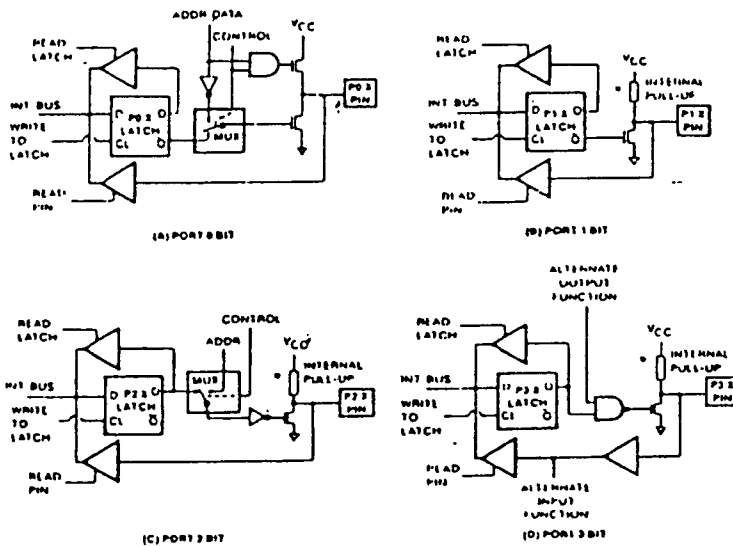 ADDR DATA
CONTROL
VCC
READ
LATCH
INT BUS
WRITE
TO
LATCH
D
P0.X
LATCH
CL
MUX
P0.X
PIN
READ
PIN
(A) PORT 0 BIT
READ
LATCH
VCC
INTERNAL
PULL-UP
INT BUS
WRITE
TO
LATCH
D
P1.X
LATCH
CL
P1.X
PIN
READ
PIN
(B) PORT 1 BIT
READ
LATCH
ADDR
CONTROL
VCC
INTERNAL
PULL-UP
INT BUS
WRITE
TO
LATCH
D
P2.X
LATCH
CL
MUX
P2.X
PIN
READ
PIN
(C) PORT 2 BIT
ALTERNATE
OUTPUT
FUNCTION
READ
LATCH
VCC
INTERNAL
PULL-UP
INT BUS
WRITE
TO
LATCH
D
P3.X
LATCH
CL
P3.X
PIN
READ
PIN
ALTERNATE
INPUT
FUNCTION
(D) PORT 3 BIT